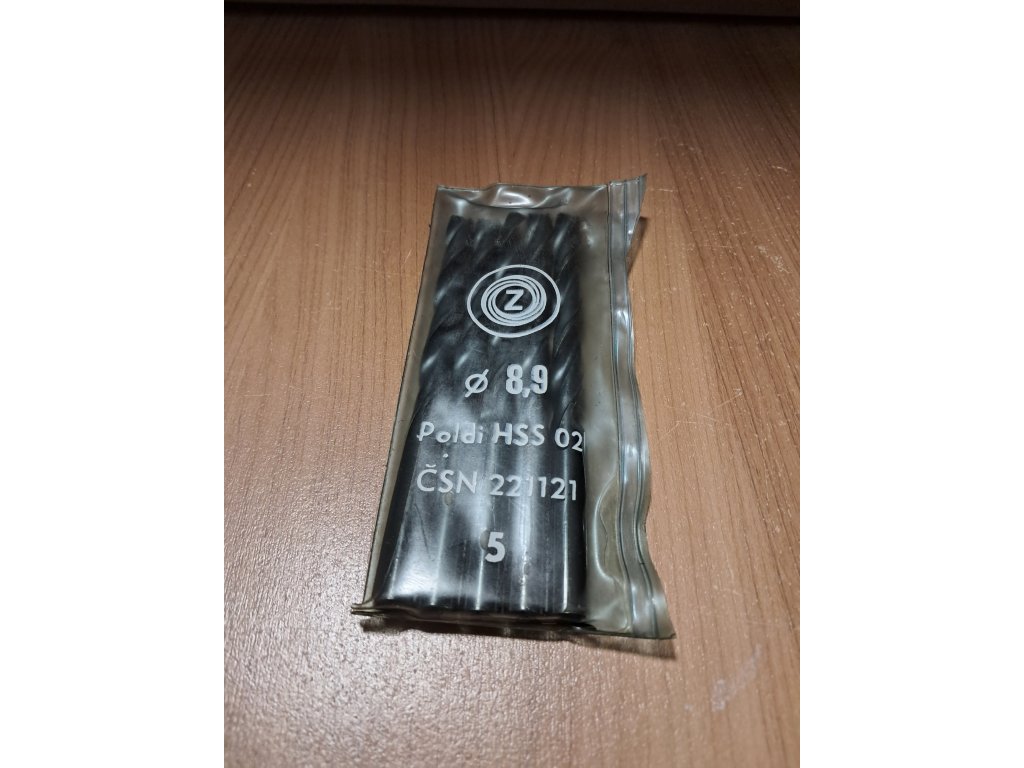 Z
⌀ 8,9
Poldi HSS 02
ČSN 221121
5